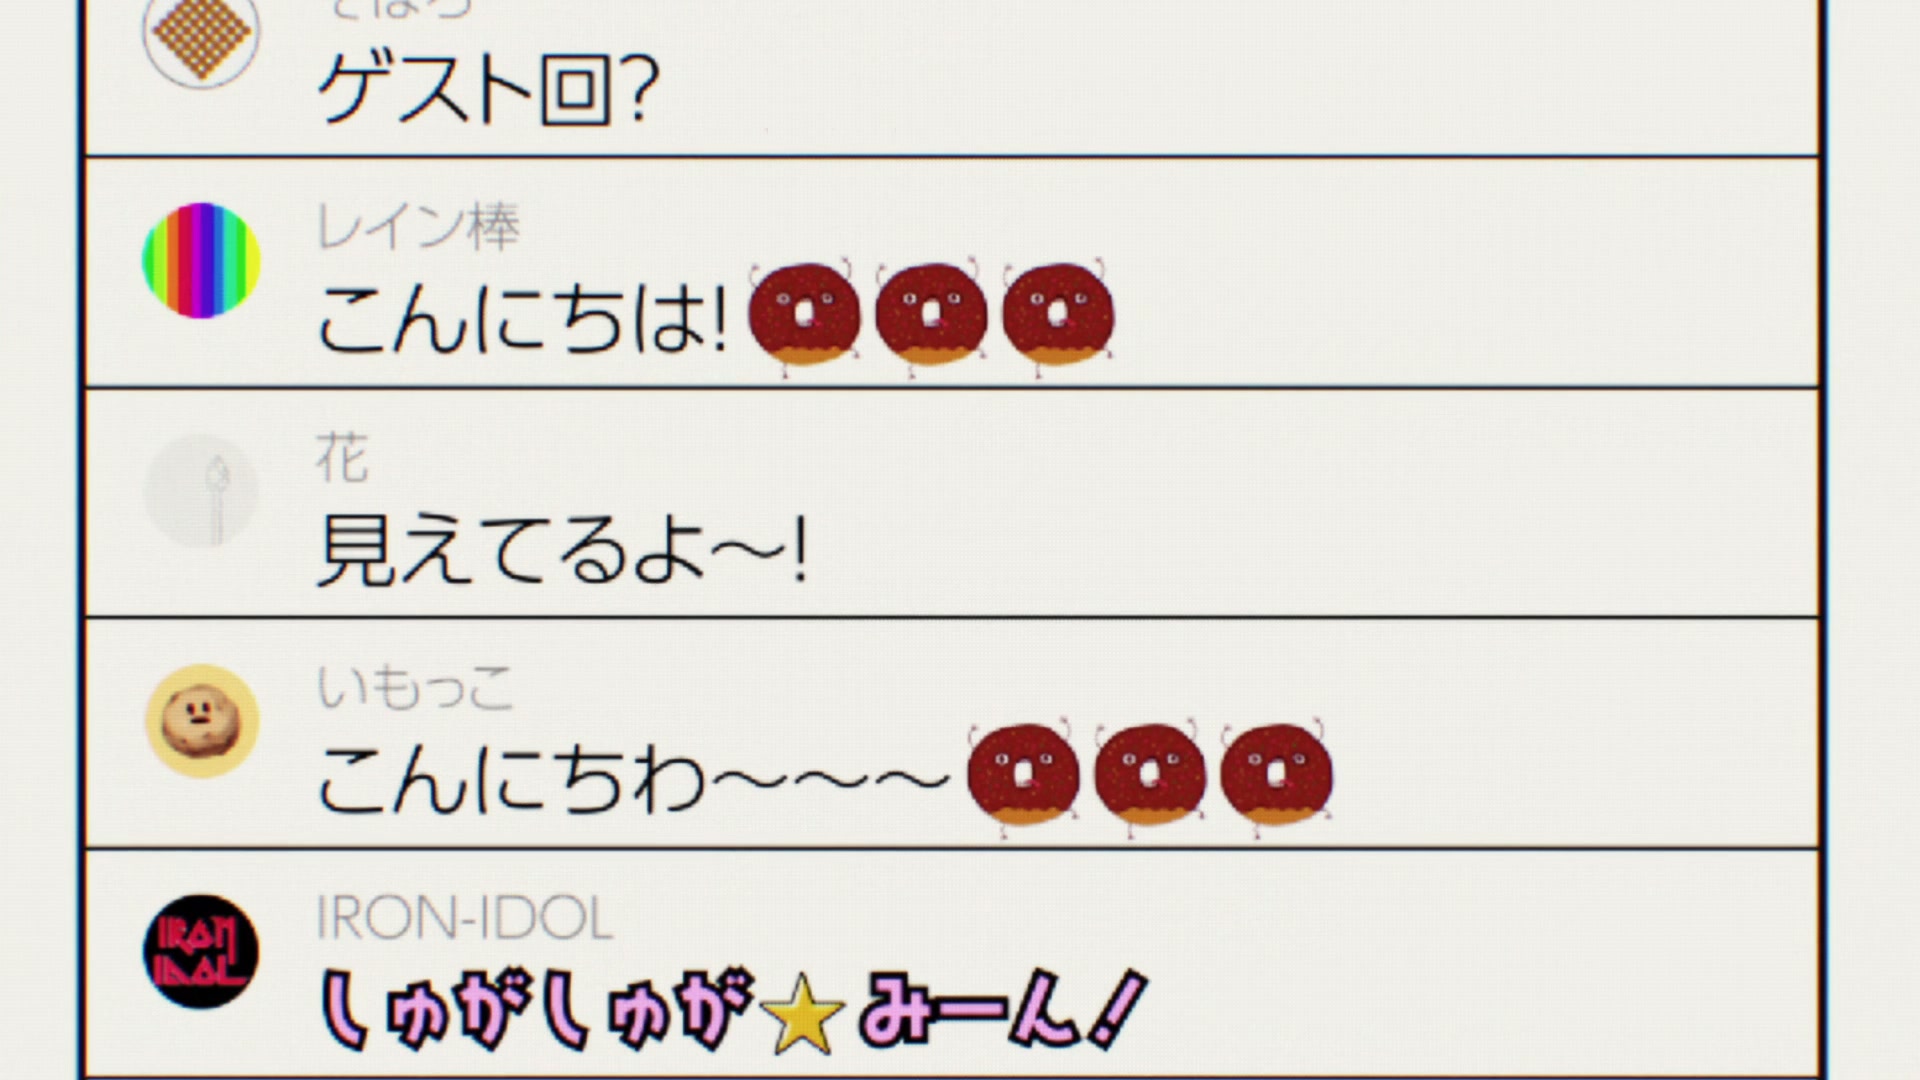 ゲスト回?
レイン棒
こんにちは!
花
見えてるよ〜!
いもっこ
こんにちわ〜〜〜
IRON-IDOL
IRON
IDOL
しゅがしゅが⭐みーん!